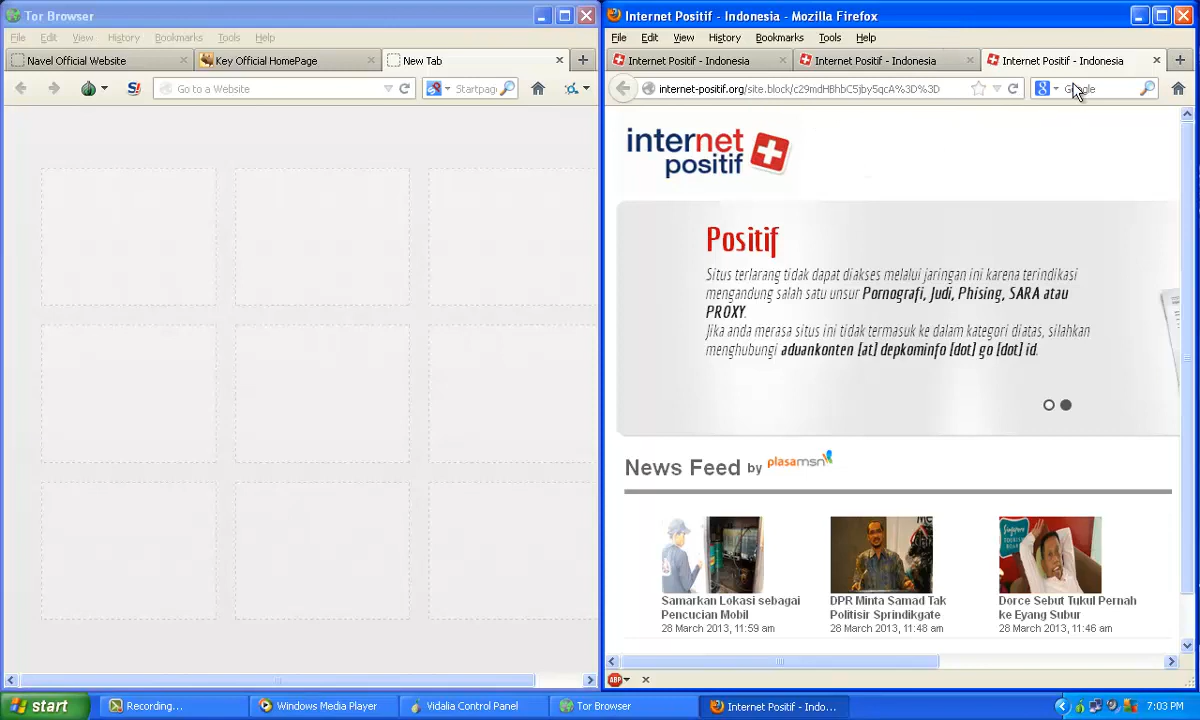 Tor Browser
File Edit View History Bookmarks Tools Help
Navel Official Website
Key Official HomePage
New Tab
Go to a Website
Startpag
Internet Positif - Indonesia - Mozilla Firefox
File Edit View History Bookmarks Tools Help
Internet Positif - Indonesia
Internet Positif - Indonesia
Internet Positif - Indonesia
internet-positif.org/site.block/c29mdHBhbC5jby5qcA%3D%3D
internet
positif
Positif
Situs terlarang tidak dapat diakses melalui jaringan ini karena terindikasi
mengandung salah satu unsur Pornografi, Judi, Phising, SARA atau
PROXY.
Jika anda merasa situs ini tidak termasuk ke dalam kategori diatas, silahkan
menghubungi aduankonten [at] depkominfo [dot] go [dot] id.
News Feed by plasamsn
Samarkan Lokasi sebagai
Pencucian Mobil
28 March 2013, 11:59 am
DPR Minta Samad Tak
Politisir Sprindikgate
28 March 2013, 11:48 am
Dorce Sebut Tukul Pernah
ke Eyang Subur
28 March 2013, 11:46 am
ABP
start
Recording...
Windows Media Player
Vidalia Control Panel
Tor Browser
Internet Positif - Indo...
7:03 PM